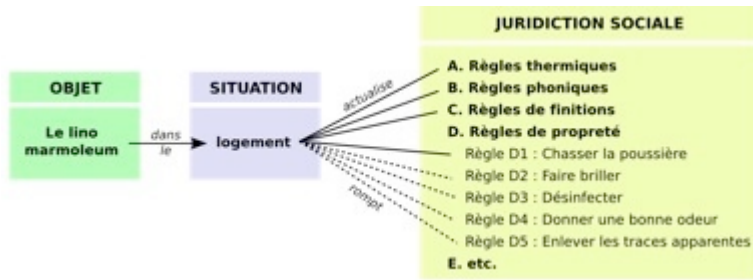 OBJET
Le lino
marmoleum
dans
le
SITUATION
logement
actualise
rompt
JURIDICTION SOCIALE
A. Règles thermiques
B. Règles phoniques
C. Règles de finitions
D. Règles de propreté
Règle D1 : Chasser la poussière
Règle D2 : Faire briller
Règle D3 : Désinfecter
Règle D4 : Donner une bonne odeur
Règle D5 : Enlever les traces apparentes
E. etc.